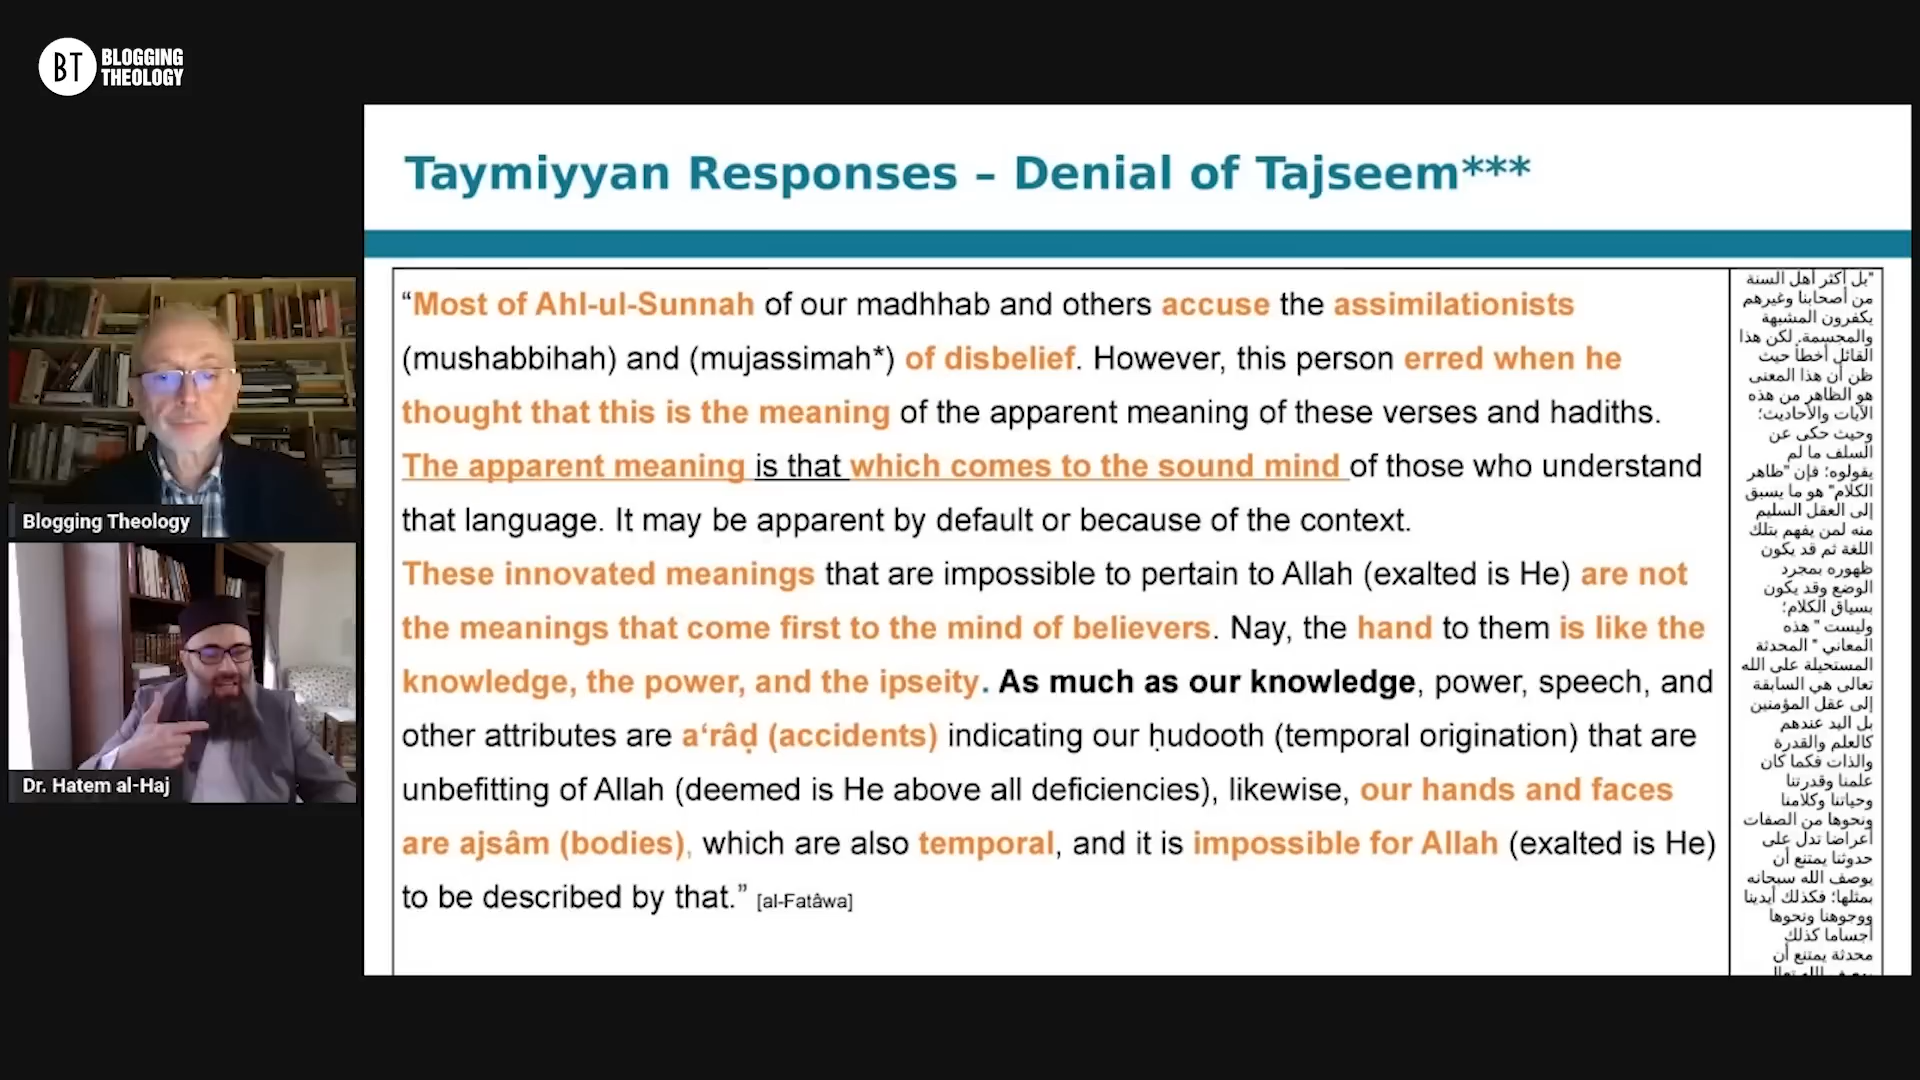 BT BLOGGING
THEOLOGY
Taymiyyan Responses – Denial of Tajseem***
“Most of Ahl-ul-Sunnah of our madhhab and others accuse the assimilationists
(mushabbihah) and (mujassimah*) of disbelief. However, this person erred when he
thought that this is the meaning of the apparent meaning of these verses and hadiths.
The apparent meaning is that which comes to the sound mind of those who understand
that language. It may be apparent by default or because of the context.
These innovated meanings that are impossible to pertain to Allah (exalted is He) are not
the meanings that come first to the mind of believers. Nay, the hand to them is like the
knowledge, the power, and the ipseity. As much as our knowledge, power, speech, and
other attributes are a‘râḍ (accidents) indicating our ḥudooth (temporal origination) that are
unbefitting of Allah (deemed is He above all deficiencies), likewise, our hands and faces
are ajsâm (bodies), which are also temporal, and it is impossible for Allah (exalted is He)
to be described by that.” [al-Fatâwa]
"بل أكثر أهل السنة
من أصحابنا وغيرهم
يكفرون المشبهة
والمجسمة. لكن هذا
القائل أخطأ حيث
ظن أن هذا المعنى
هو الظاهر من هذه
الآيات والأحاديث؛
وحيث حكى عن
السلف ما لم
يقولوه؛ فإن "ظاهر
الكلام" هو ما يسبق
إلى العقل السليم
منه لمن يفهم بتلك
اللغة ثم قد يكون
ظهوره بمجرد
الوضع وقد يكون
بسياق الكلام؛
وليست " هذه
المعاني " المحدثة
المستحيلة على الله
تعالى هي السابقة
إلى عقل المؤمنين
بل اليد عندهم
كالعلم والقدرة
والذات فكما كان
علمنا وقدرتنا
وحياتنا وكلامنا
ونحوها من الصفات
أعراضا تدل على
حدوثنا يمتنع أن
يوصف الله سبحانه
بمثلها؛ فكذلك أيدينا
ووجوهنا ونحوها
أجساما كذلك
محدثة يمتنع أن
Blogging Theology
Dr. Hatem al-Haj